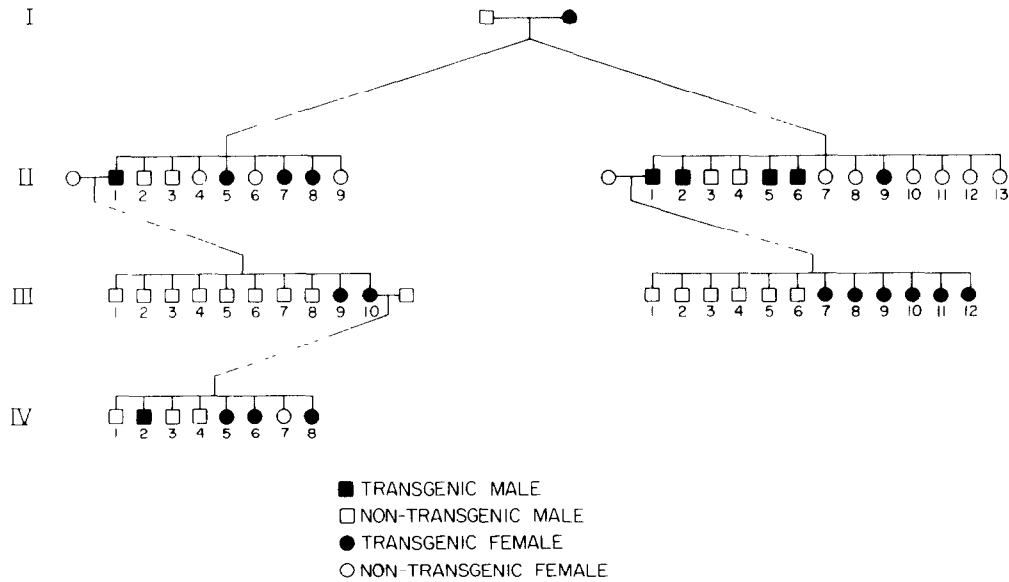 I
II
1 2 3 4 5 6 7 8 9
1 2 3 4 5 6 7 8 9 10 11 12 13
III
1 2 3 4 5 6 7 8 9 10
1 2 3 4 5 6 7 8 9 10 11 12
IV
1 2 3 4 5 6 7 8
TRANSGENIC MALE
NON-TRANSGENIC MALE
TRANSGENIC FEMALE
NON-TRANSGENIC FEMALE